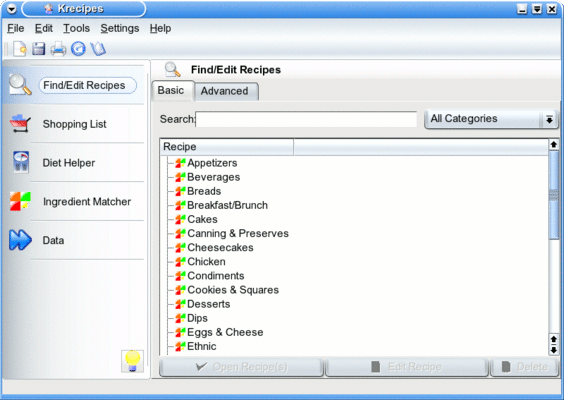 Krecipes
File Edit Tools Settings Help
Find/Edit Recipes
Shopping List
Diet Helper
Ingredient Matcher
Data
Find/Edit Recipes
Basic Advanced
Search: All Categories
Recipe
Appetizers
Beverages
Breads
Breakfast/Brunch
Cakes
Canning & Preserves
Cheesecakes
Chicken
Condiments
Cookies & Squares
Desserts
Dips
Eggs & Cheese
Ethnic
Open Recipe(s) Edit Recipe Delete